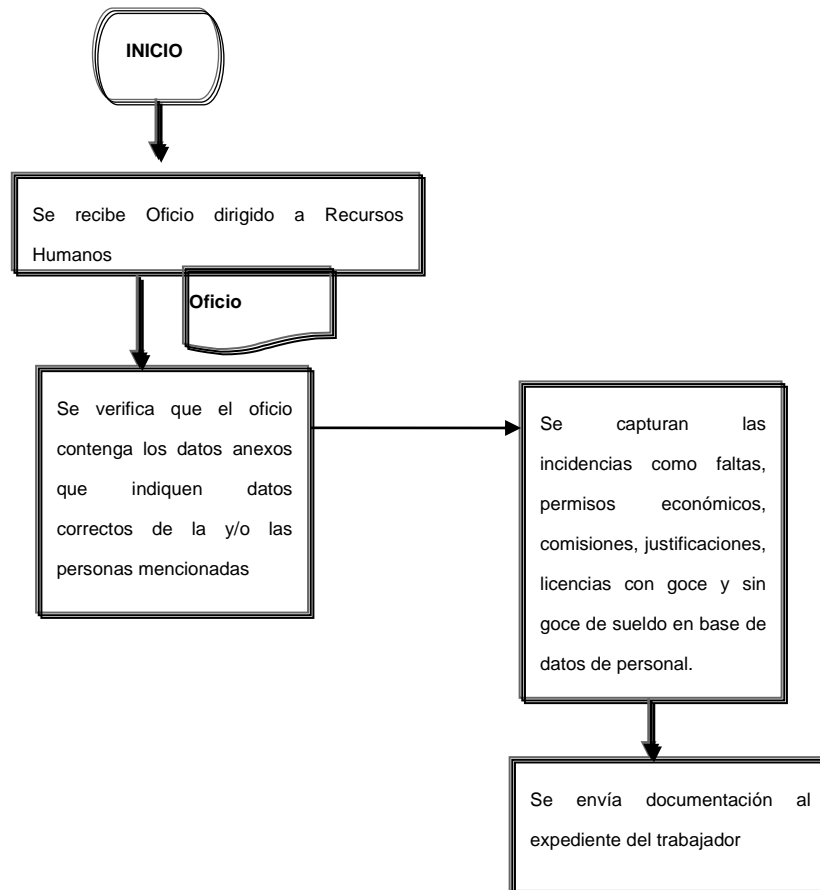 INICIO
Se recibe Oficio dirigido a Recursos
Humanos
Oficio
Se verifica que el oficio
contenga los datos anexos
que indiquen datos
correctos de la y/o las
personas mencionadas
Se capturan las
incidencias como faltas,
permisos económicos,
comisiones, justificaciones,
licencias con goce y sin
goce de sueldo en base de
datos de personal.
Se envía documentación al
expediente del trabajador